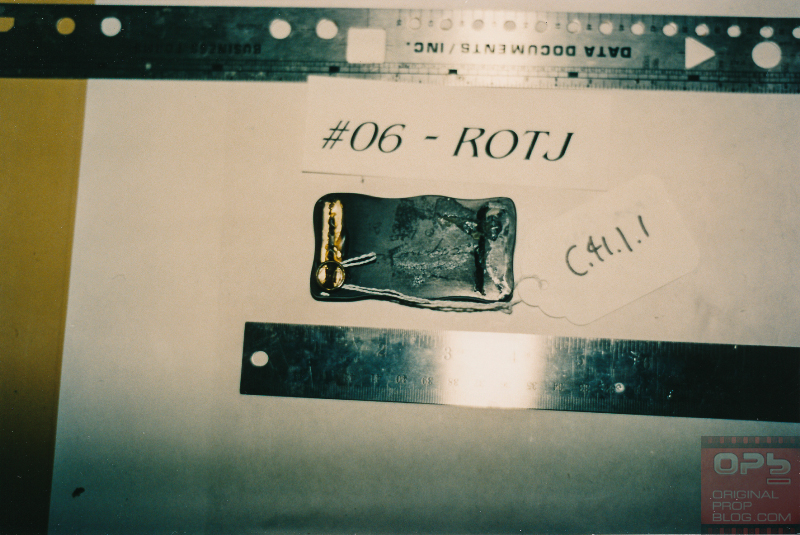 DATA DOCUMENTS/INC.
#06 - ROTJ
C.41.1.1
OPb
.ORIGINAL
PROP
BLOG.COM